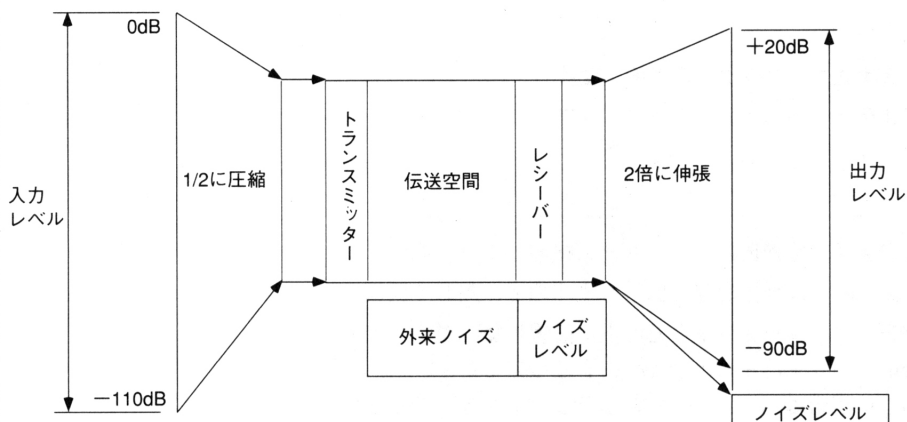 0dB
+20dB
入力
レベル
1/2に圧縮
トランスミッター
伝送空間
レシーバー
2倍に伸張
出力
レベル
外来ノイズ
ノイズ
レベル
−90dB
−110dB
ノイズレベル